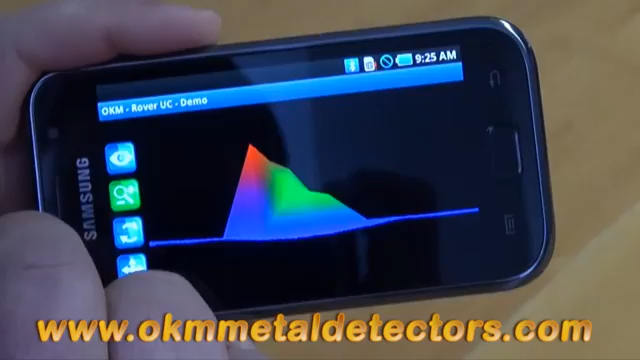 9:25 AM
OKM - Rover UC - Demo
SAMSUNG
www.okmmetaldetectors.com